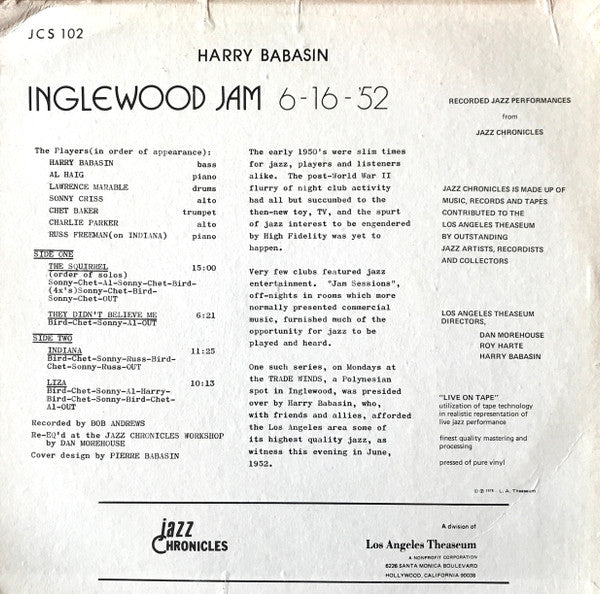 JCS 102
HARRY BABASIN
INGLEWOOD JAM 6-16-'52
The Players(in order of appearance):
HARRY BABASIN bass
AL HAIG piano
LAWRENCE MARABLE drums
SONNY CRISS alto
CHET BAKER trumpet
CHARLIE PARKER alto
RUSS FREEMAN(on INDIANA) piano
SIDE ONE
THE SQUIRREL 15:00
(order of solos)
Sonny-Chet-Al-Sonny-Chet-Bird-
(4x's)Sonny-Chet-Bird-
Sonny-Chet-OUT
THEY DIDN'T BELIEVE ME 6:21
Bird-Chet-Sonny-Al-OUT
SIDE TWO
INDIANA 11:25
Bird-Chet-Sonny-Russ-Bird-
Chet-Sonny-Russ-OUT
LIZA 10:13
Bird-Chet-Sonny-Al-Harry-
Bird-Chet-Sonny-Bird-Chet-
Al-OUT
Recorded by BOB ANDREWS
Re-EQ'd at the JAZZ CHRONICLES WORKSHOP
by DAN MOREHOUSE
Cover design by PIERRE BABASIN
The early 1950's were slim times
for jazz, players and listeners
alike. The post-World War II
flurry of night club activity
had all but succumbed to the
then-new toy, TV, and the spurt
of jazz interest to be engendered
by High Fidelity was yet to
happen.
Very few clubs featured jazz
entertainment. "Jam Sessions",
off-nights in rooms which more
normally presented commercial
music, furnished much of the
opportunity for jazz to be
played and heard.
One such series, on Mondays at
the TRADE WINDS, a Polynesian
spot in Inglewood, was presided
over by Harry Babasin, who,
with friends and allies, afforded
the Los Angeles area some of
its highest quality jazz, as
witness this evening in June,
1952.
RECORDED JAZZ PERFORMANCES
from
JAZZ CHRONICLES
JAZZ CHRONICLES IS MADE UP OF
MUSIC, RECORDS AND TAPES
CONTRIBUTED TO THE
LOS ANGELES THEASEUM
BY OUTSTANDING
JAZZ ARTISTS, RECORDISTS
AND COLLECTORS
LOS ANGELES THEASEUM
DIRECTORS,
DAN MOREHOUSE
ROY HARTE
HARRY BABASIN
"LIVE ON TAPE"
utilization of tape technology
in realistic representation of
live jazz performance
finest quality mastering and
processing
pressed of pure vinyl
© ℗ L.A. Theaseum
jazz
CHRONICLES
A division of
Los Angeles Theaseum
A NONPROFIT CORPORATION
6226 SANTA MONICA BOULEVARD
HOLLYWOOD, CALIFORNIA 90038